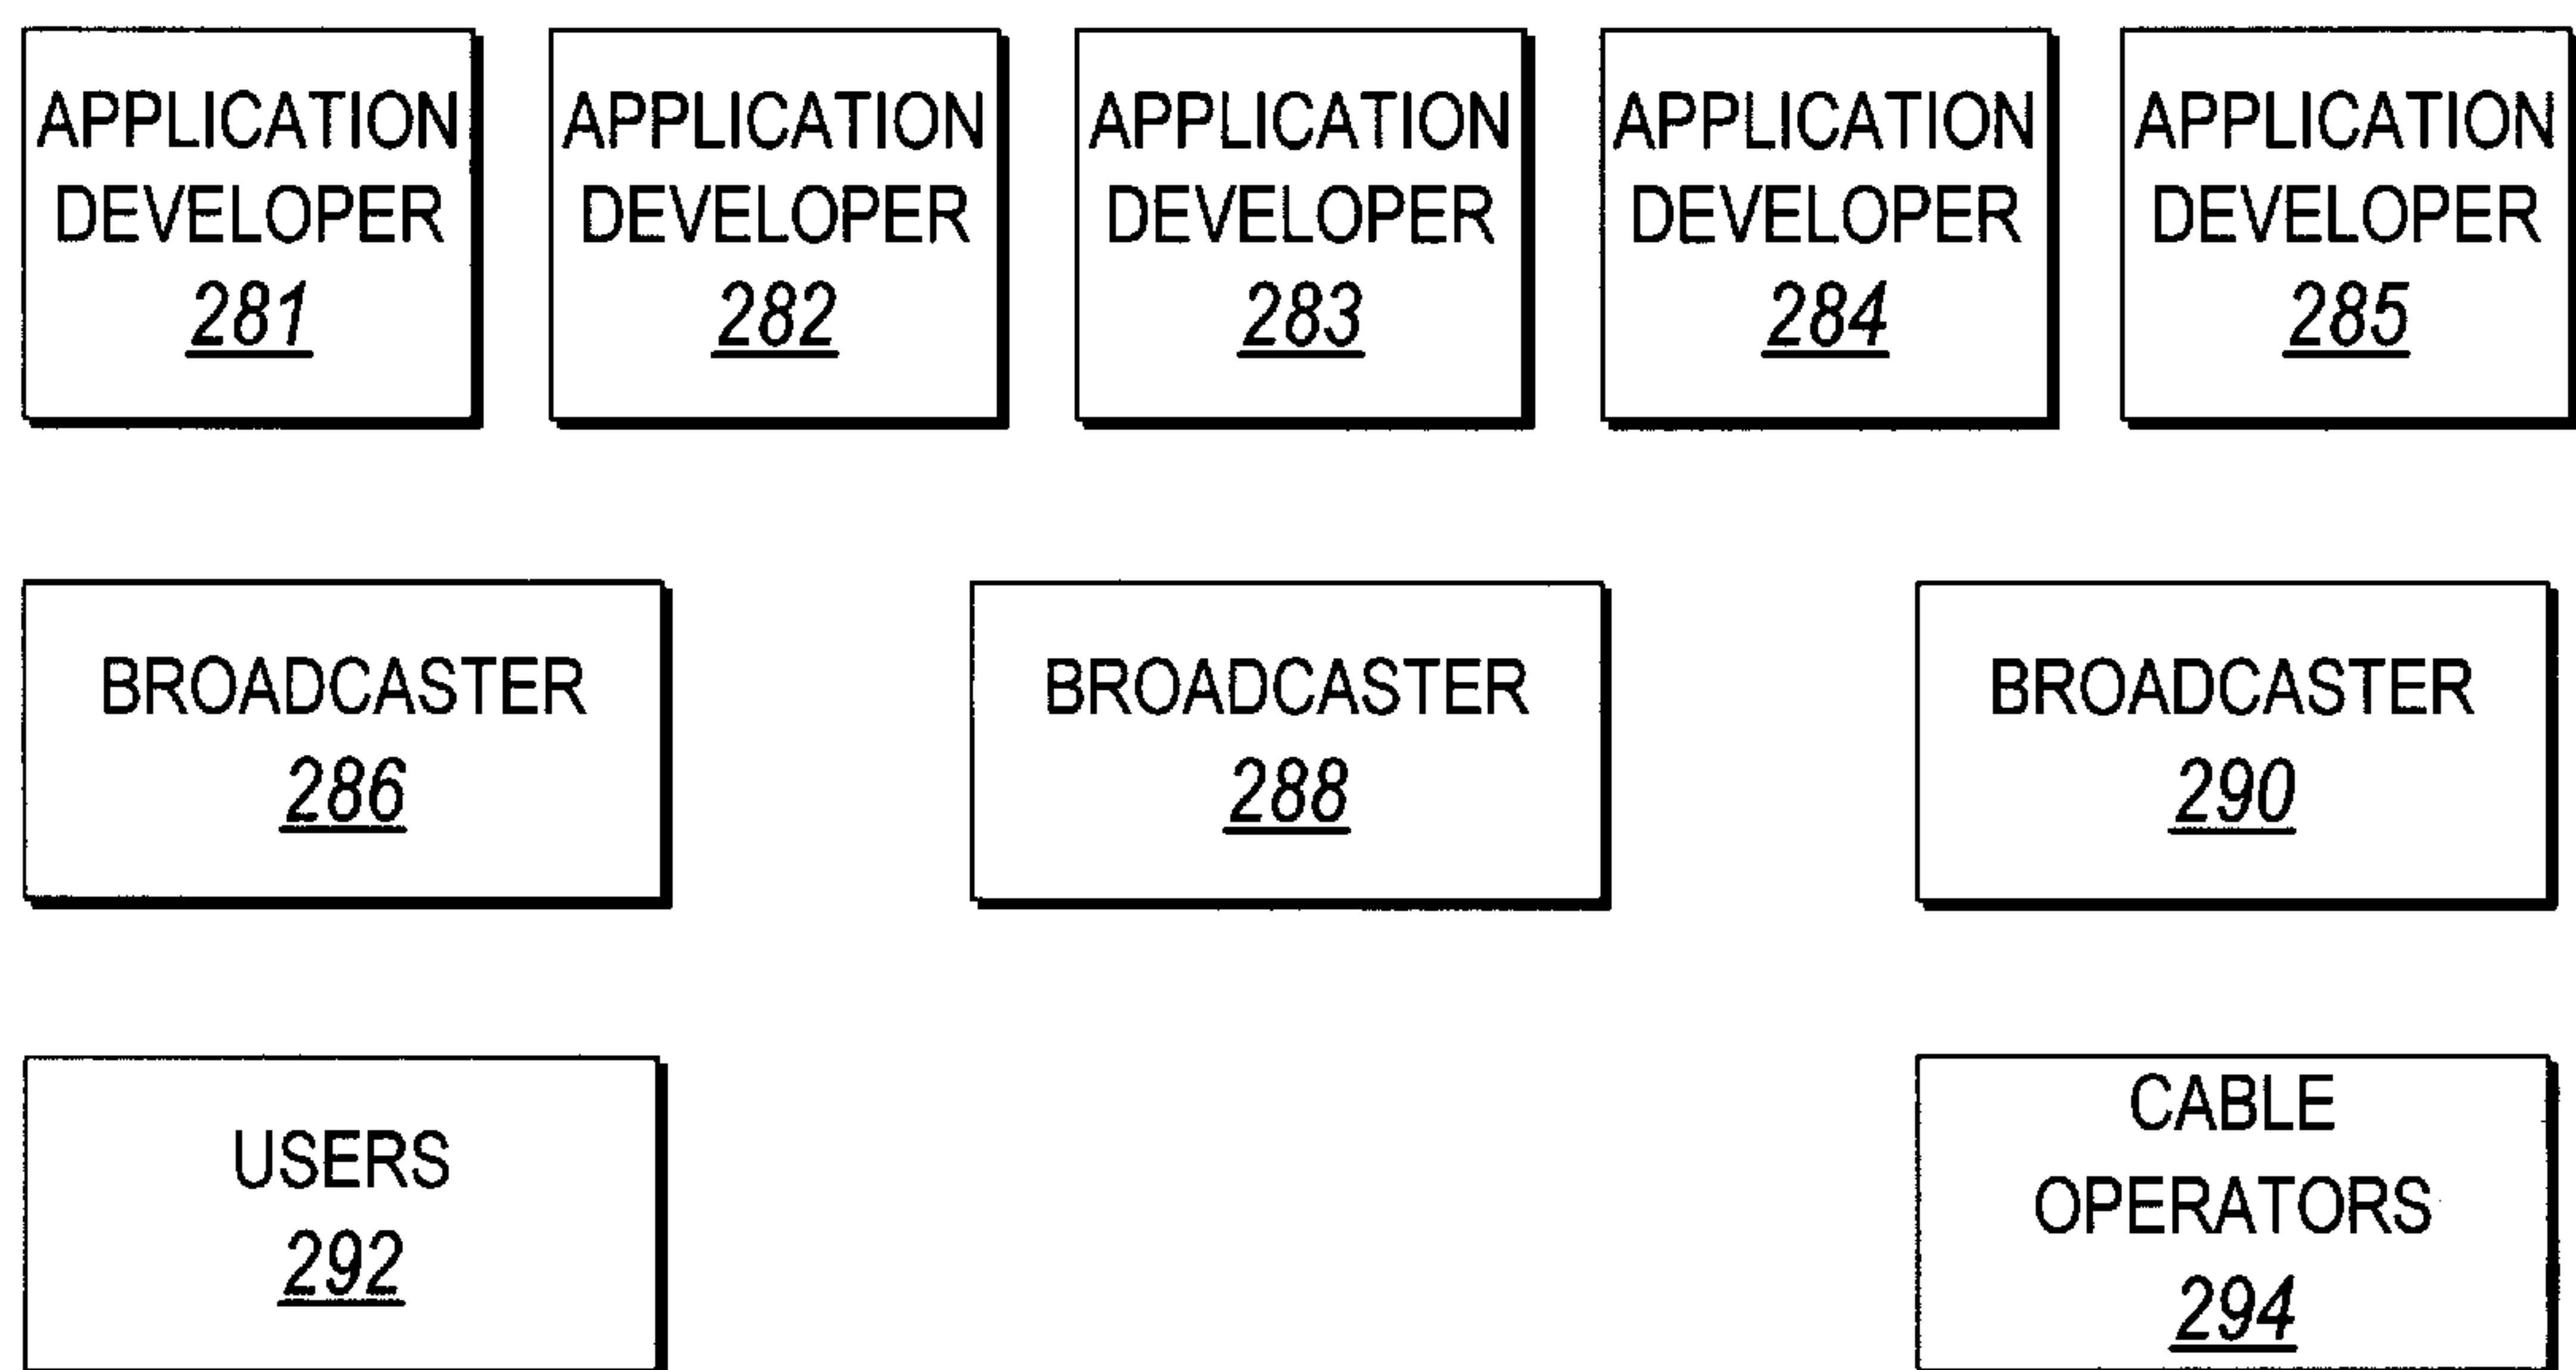 APPLICATION
DEVELOPER
281
APPLICATION
DEVELOPER
282
APPLICATION
DEVELOPER
283
APPLICATION
DEVELOPER
284
APPLICATION
DEVELOPER
285
BROADCASTER
286
BROADCASTER
288
BROADCASTER
290
USERS
292
CABLE
OPERATORS
294